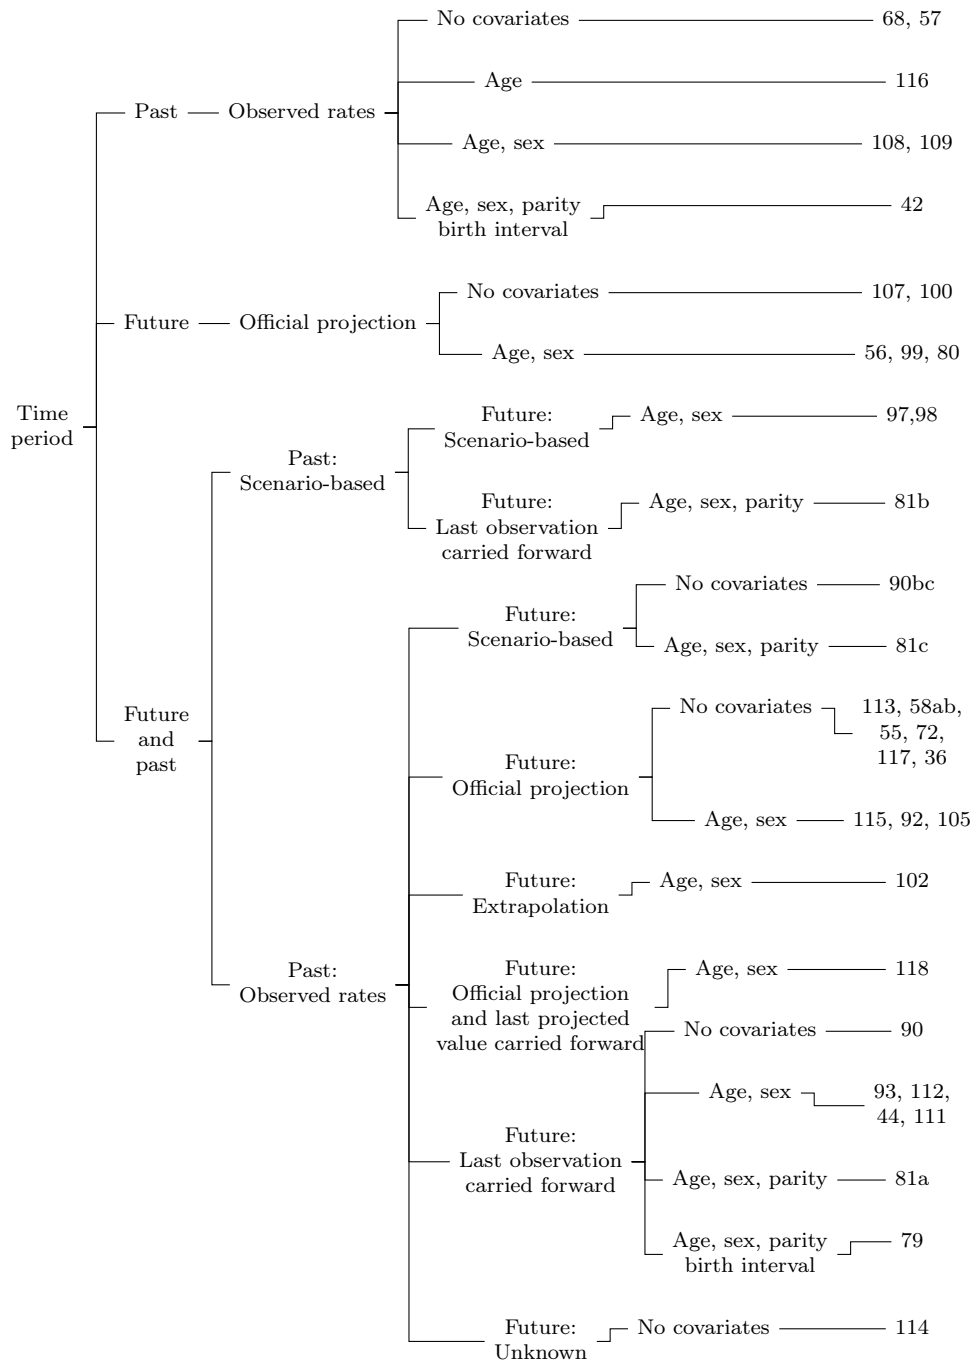 No covariates
68, 57
Age
116
Past
Observed rates
Age, sex
108, 109
Age, sex, parity
birth interval
42
No covariates
107, 100
Future
Official projection
Age, sex
56, 99, 80
Time
period
Past:
Scenario-based
Future:
Scenario-based
Age, sex
97,98
Future:
Last observation
carried forward
Age, sex, parity
81b
Future
and
past
Future:
Scenario-based
No covariates
90bc
Age, sex, parity
81c
Future:
Official projection
No covariates
113, 58ab,
55, 72,
117, 36
Age, sex
115, 92, 105
Future:
Extrapolation
Age, sex
102
Past:
Observed rates
Future:
Official projection
and last projected
value carried forward
Age, sex
118
Future:
Last observation
carried forward
No covariates
90
Age, sex
93, 112,
44, 111
Age, sex, parity
81a
Age, sex, parity
birth interval
79
Future:
Unknown
No covariates
114